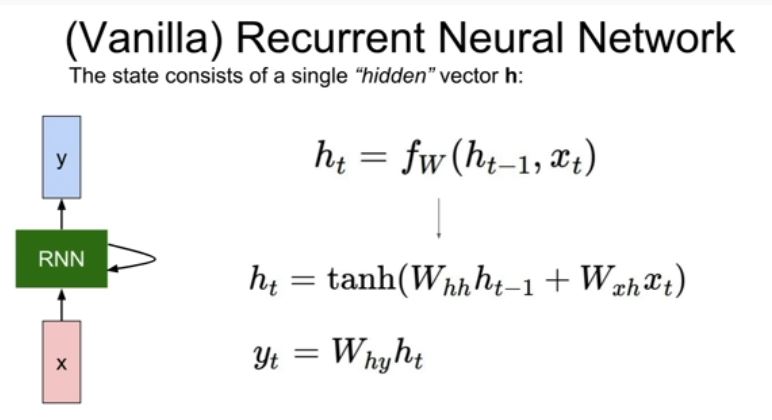 (Vanilla) Recurrent Neural Network
The state consists of a single “hidden” vector h:
y
RNN
x
h_t = f_W(h_{t−1}, x_t)
h_t = tanh(W_{hh}h_{t−1} + W_{xh}x_t)
y_t = W_{hy}h_t